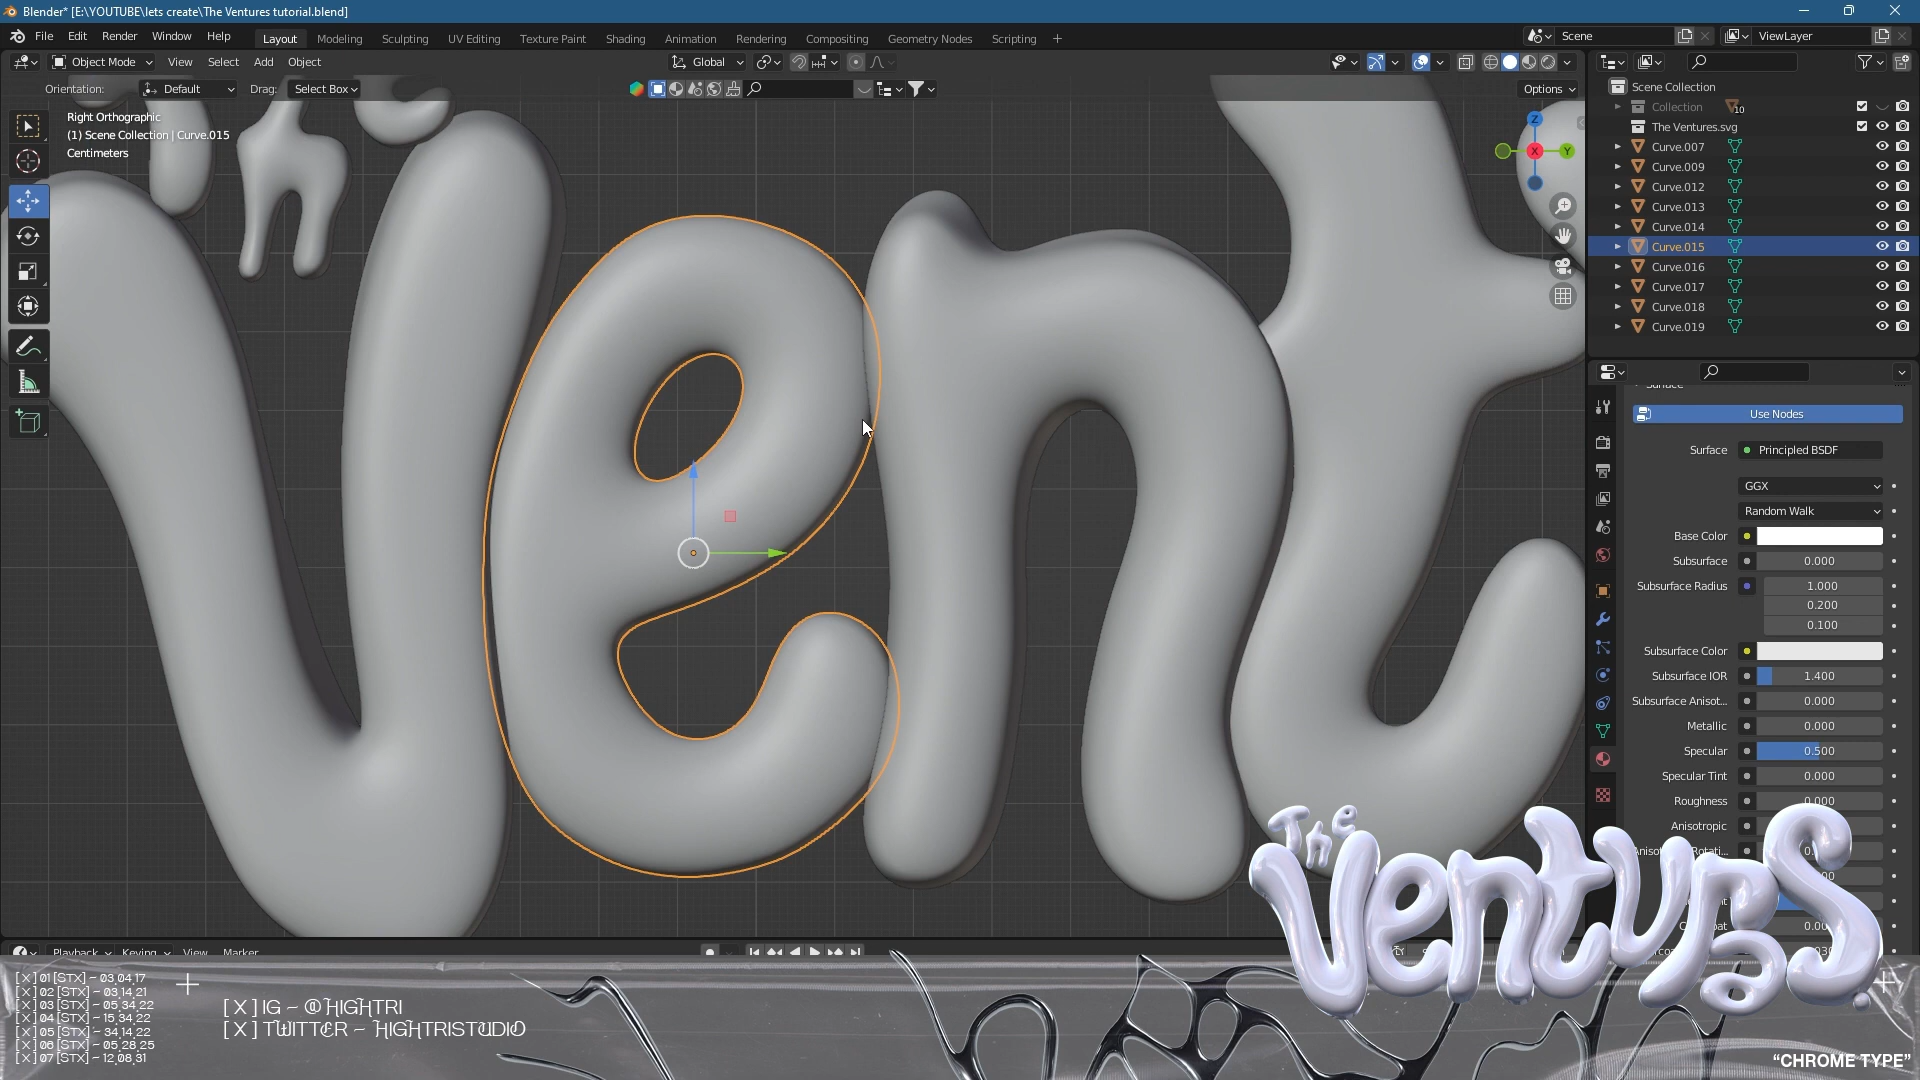 Blender* [E:\YOUTUBE\lets create\The Ventures tutorial.blend]
File Edit Render Window Help Layout Modeling Sculpting UV Editing Texture Paint Shading Animation Rendering Compositing Geometry Nodes Scripting + Scene ViewLayer
Object Mode View Select Add Object Global
Orientation: Default Drag: Select Box Options
Right Orthographic
(1) Scene Collection | Curve.015
Centimeters
Z
X
Y
Scene Collection
Collection 10
The Ventures.svg
Curve.007
Curve.009
Curve.012
Curve.013
Curve.014
Curve.015
Curve.016
Curve.017
Curve.018
Curve.019
Surface
Use Nodes
Surface Principled BSDF
GGX
Random Walk
Base Color
Subsurface 0.000
Subsurface Radius 1.000
0.200
0.100
Subsurface Color
Subsurface IOR 1.400
Subsurface Anisot... 0.000
Metallic 0.000
Specular 0.500
Specular Tint 0.000
Roughness 0.000
Anisotropic
Vent
The
Ventures
Playback Keying View Marker
[X] 01 [STX] – 03,04,17
[X] 02 [STX] – 03,14,21
[X] 03 [STX] – 05,34,22
[X] 04 [STX] – 15,34,22
[X] 05 [STX] – 34,14,22
[X] 06 [STX] – 05,28,25
[X] 07 [STX] – 12,08,31
[X] IG – @HIGHTRI
[X] TWITTER – HIGHTRISTUDIO
“CHROME TYPE”